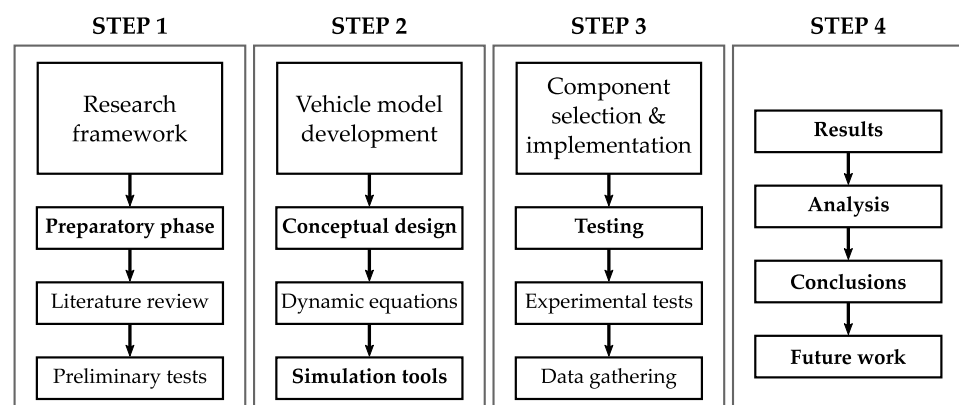 STEP 1
Research
framework
Preparatory phase
Literature review
Preliminary tests
STEP 2
Vehicle model
development
Conceptual design
Dynamic equations
Simulation tools
STEP 3
Component
selection &
implementation
Testing
Experimental tests
Data gathering
STEP 4
Results
Analysis
Conclusions
Future work